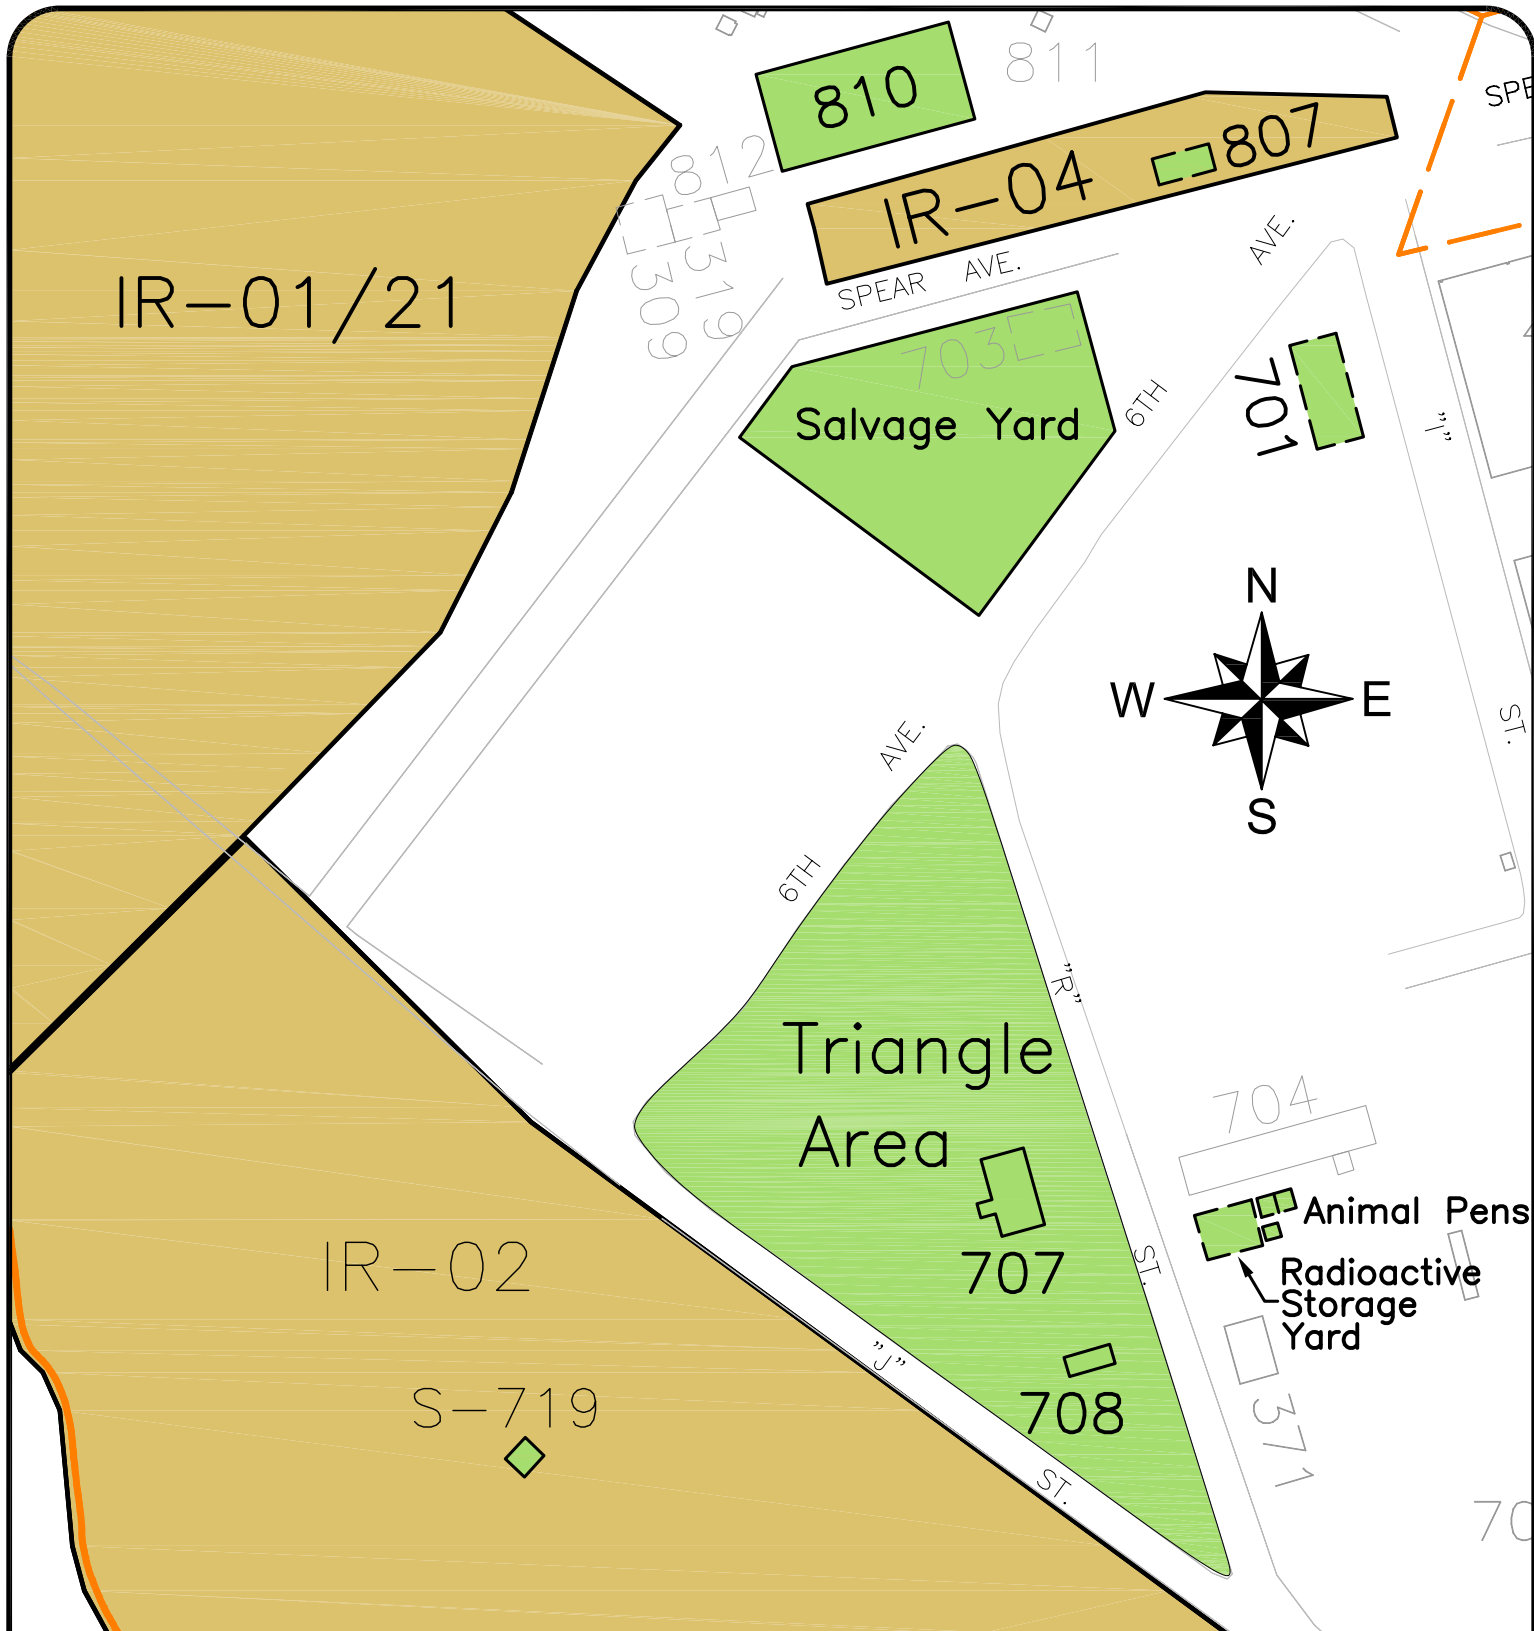 811
810
SPE
807
812
IR-04
AVE.
SPEAR AVE.
319
309
IR-01/21
703
701
Salvage Yard
6TH
"I"
N
W E
S
ST.
AVE.
6TH
"R"
Triangle
Area
704
Animal Pens
ST.
Radioactive
Storage
Yard
707
IR-02
"J"
708
S-719
371
ST.
70